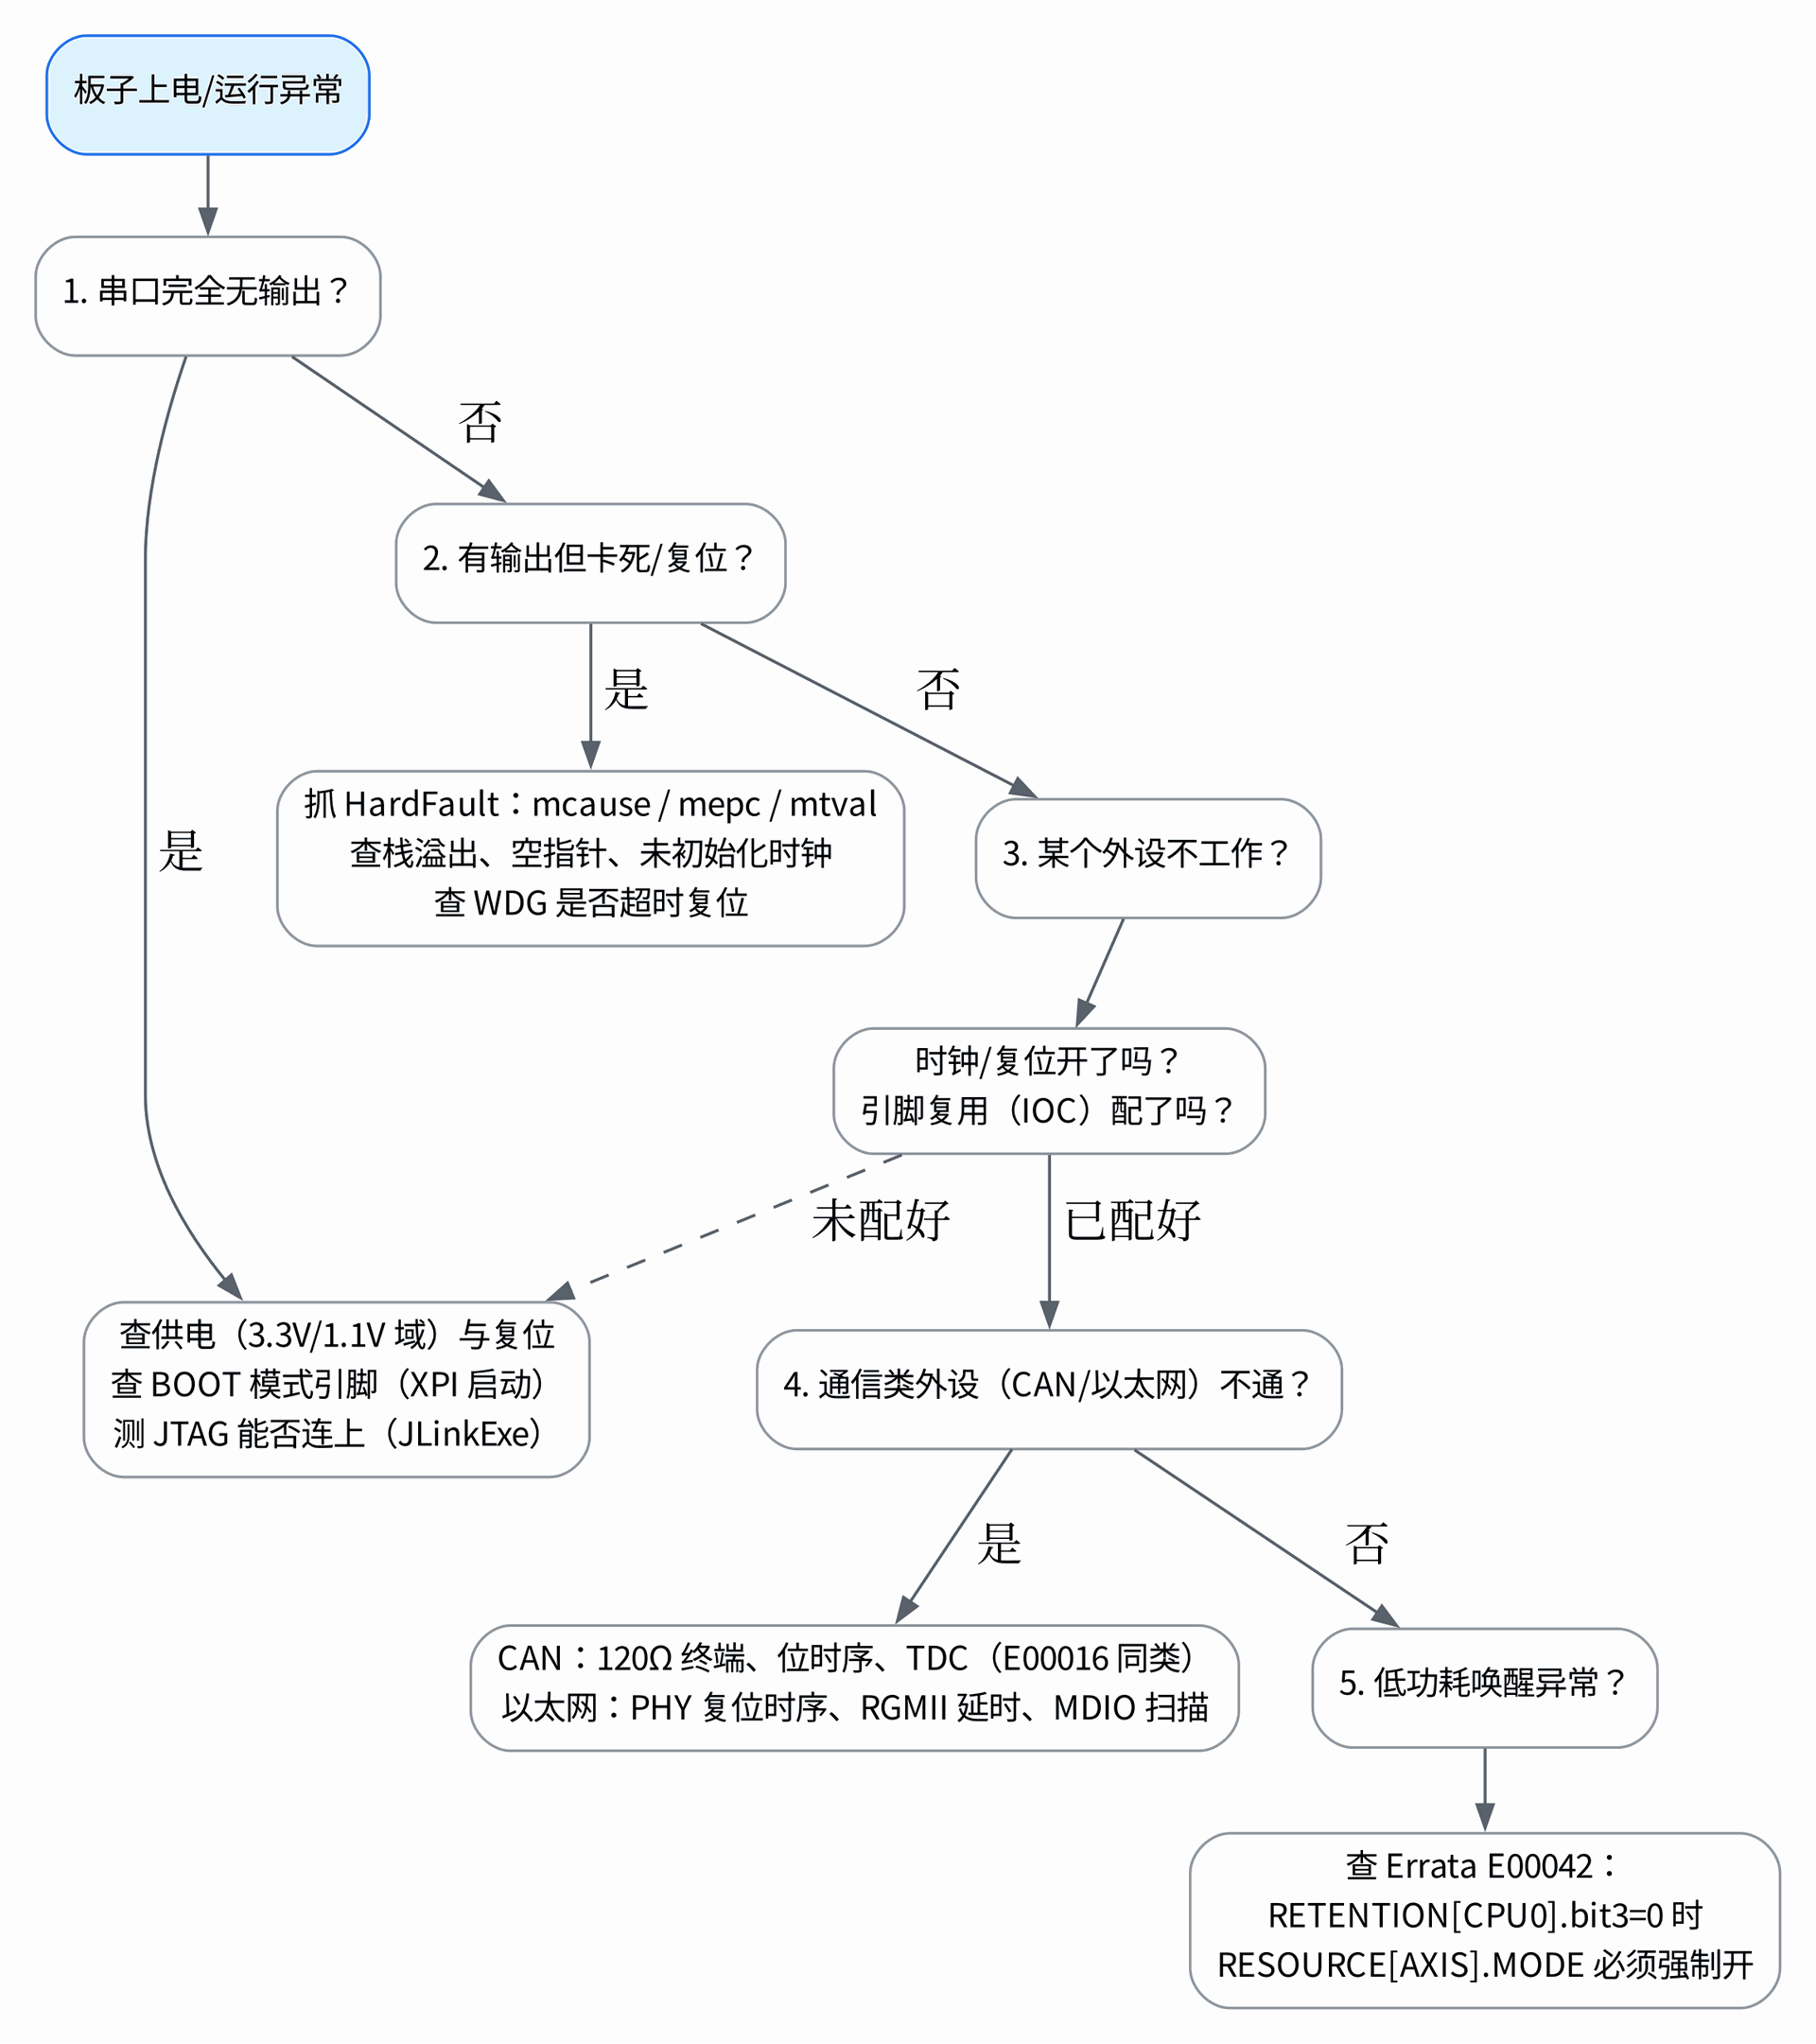 板子上电/运行异常
1. 串口完全无输出？
否
2. 有输出但卡死/复位？
是
否
抓 HardFault：mcause / mepc / mtval
查栈溢出、空指针、未初始化时钟
查 WDG 是否超时复位
3. 某个外设不工作？
是
时钟/复位开了吗？
引脚复用（IOC）配了吗？
未配好
已配好
查供电（3.3V/1.1V 域）与复位
查 BOOT 模式引脚（XPI 启动）
测 JTAG 能否连上（JLinkExe）
4. 通信类外设（CAN/以太网）不通？
是
否
CAN：120Ω 终端、位时序、TDC（E00016 同类）
以太网：PHY 复位时序、RGMII 延时、MDIO 扫描
5. 低功耗唤醒异常？
查 Errata E00042：
RETENTION[CPU0].bit3=0 时
RESOURCE[AXIS].MODE 必须强制开